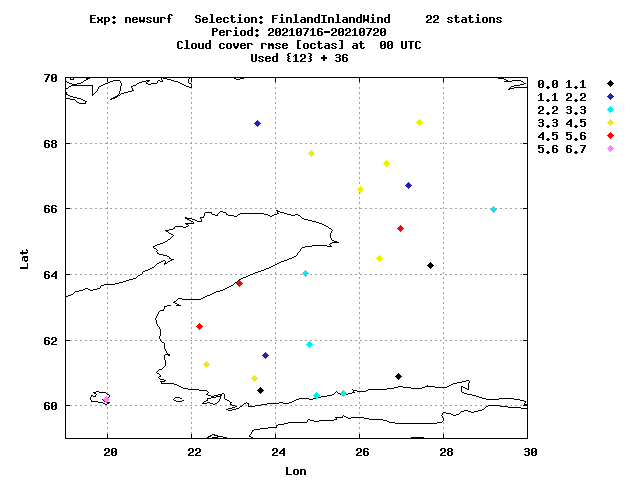 Exp: newsurf Selection: FinlandInlandWind 22 stations
Period: 20210716-20210720
Cloud cover rmse [octas] at 00 UTC
Used {12} + 36
70
68
66
64
62
60
Lat
20 22 24 26 28 30
Lon
0.0 1.1
1.1 2.2
2.2 3.3
3.3 4.5
4.5 5.6
5.6 6.7